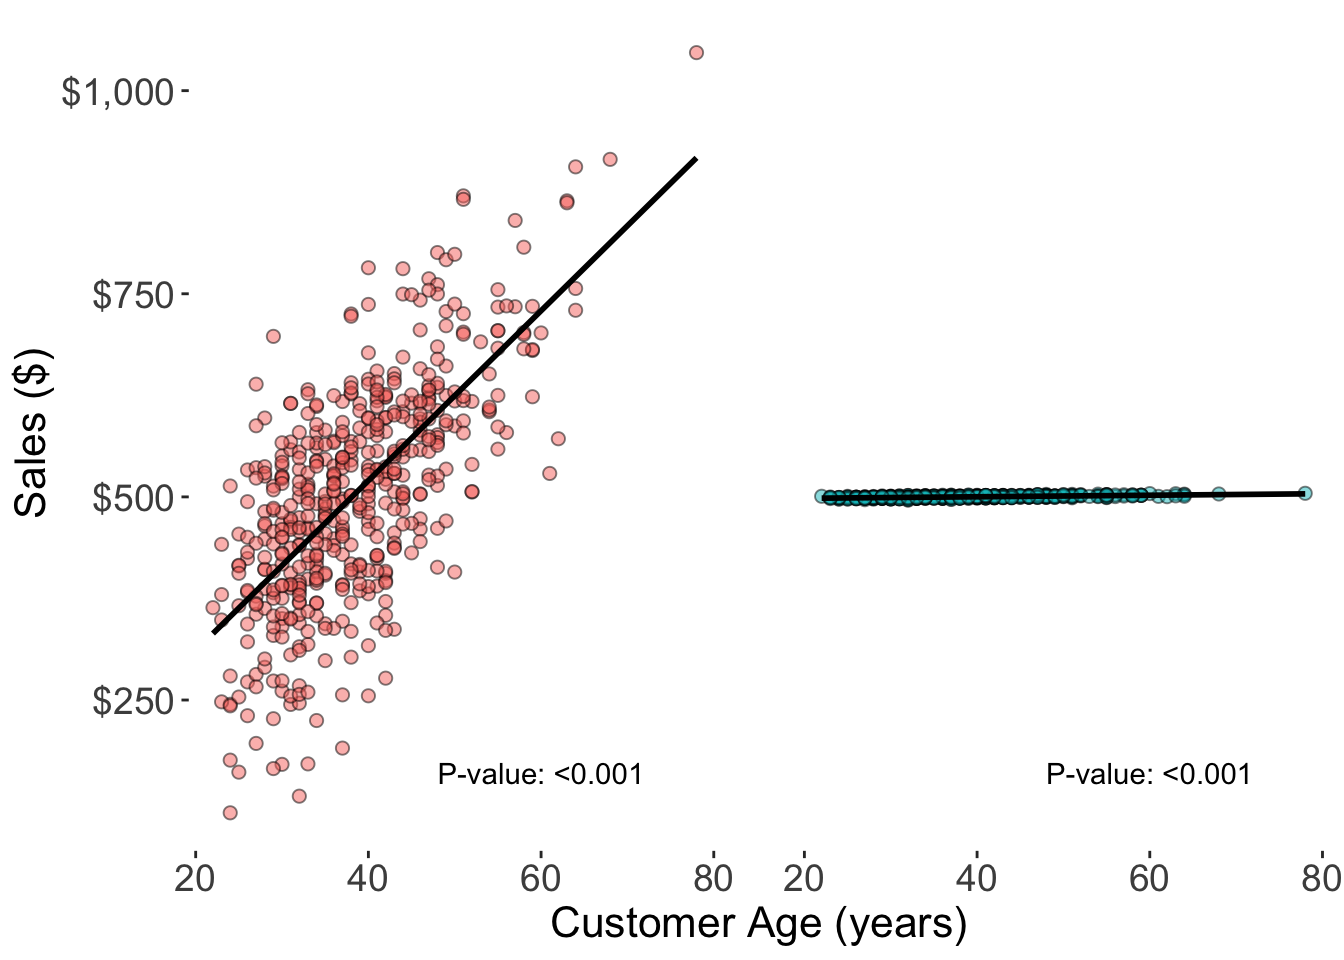 Sales ($)
$1,000
$750
$500
$250
P-value: <0.001
P-value: <0.001
20 40 60 80 20 40 60 80
Customer Age (years)